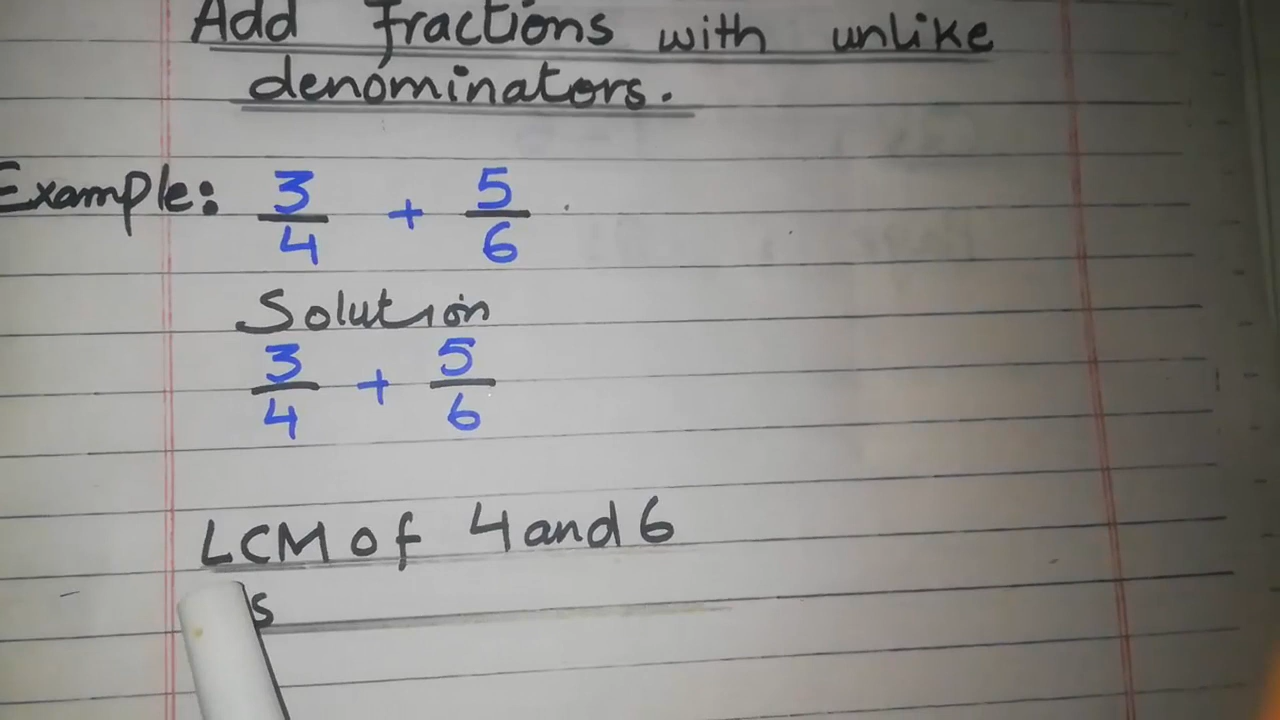 Add fractions with unlike
denominators.
Example: 3/4 + 5/6
Solution
3/4 + 5/6
LCM of 4 and 6